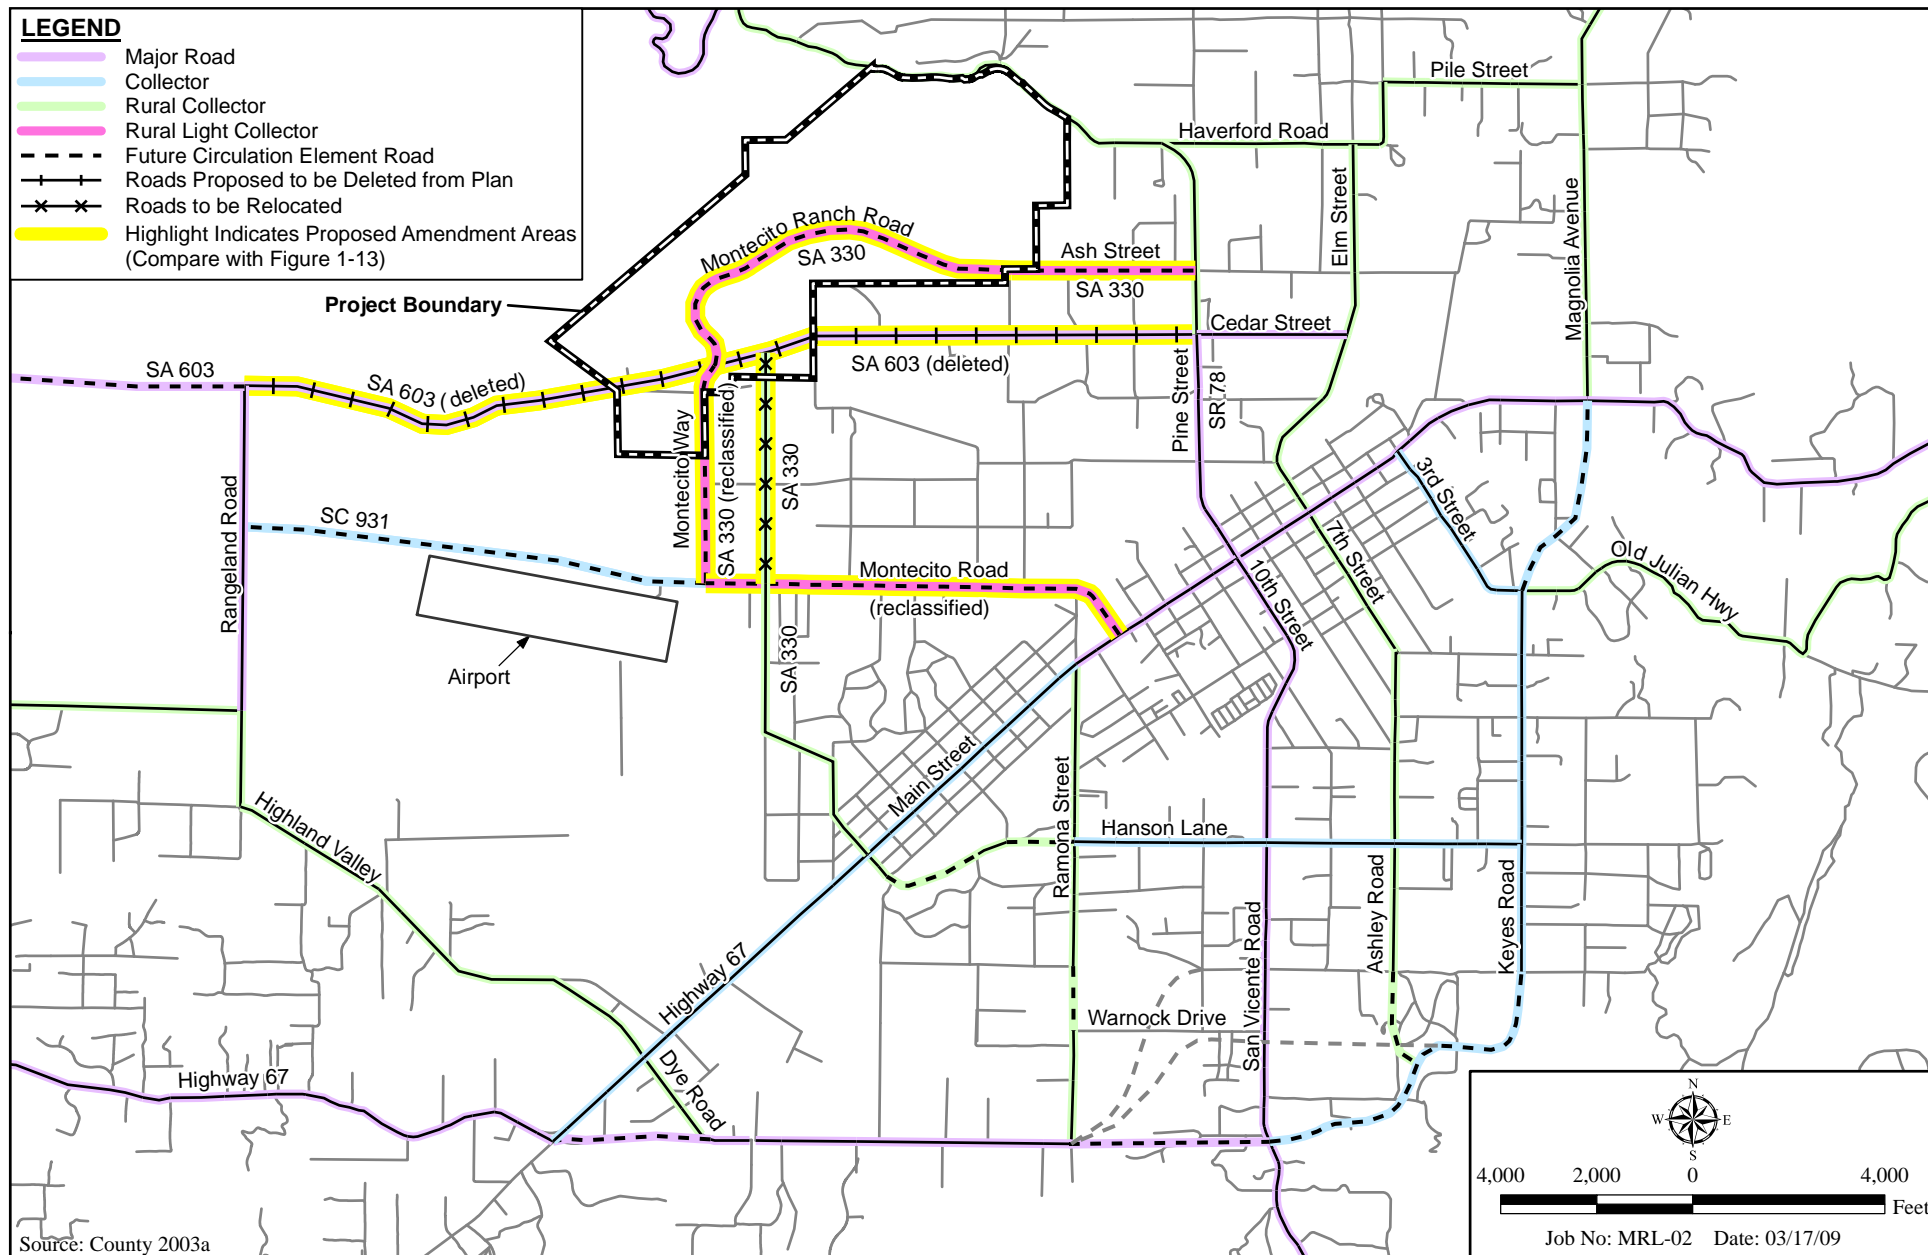 LEGEND
Major Road
Collector
Rural Collector
Rural Light Collector
Future Circulation Element Road
Roads Proposed to be Deleted from Plan
Roads to be Relocated
Highlight Indicates Proposed Amendment Areas
(Compare with Figure 1-13)
Pile Street
Haverford Road
Elm Street
Magnolia Avenue
Montecito Ranch Road
SA 330
Ash Street
SA 330
Project Boundary
Cedar Street
SA 603
SA 603 (deleted)
SA 603 (deleted)
Pine Street
SR 78
Montecito Way
SA 330 (reclassified)
SA 330
3rd Street
Rangeland Road
SC 931
7th Street
Old Julian Hwy
10th Street
Montecito Road
(reclassified)
Airport
SA 330
Main Street
Ramona Street
Highland Valley
Hanson Lane
Ashley Road
Keyes Road
San Vicente Road
Highway 67
Warnock Drive
Dye Road
Highway 67
N
W E
S
4,000 2,000 0 4,000
Feet
Job No: MRL-02 Date: 03/17/09
Source: County 2003a